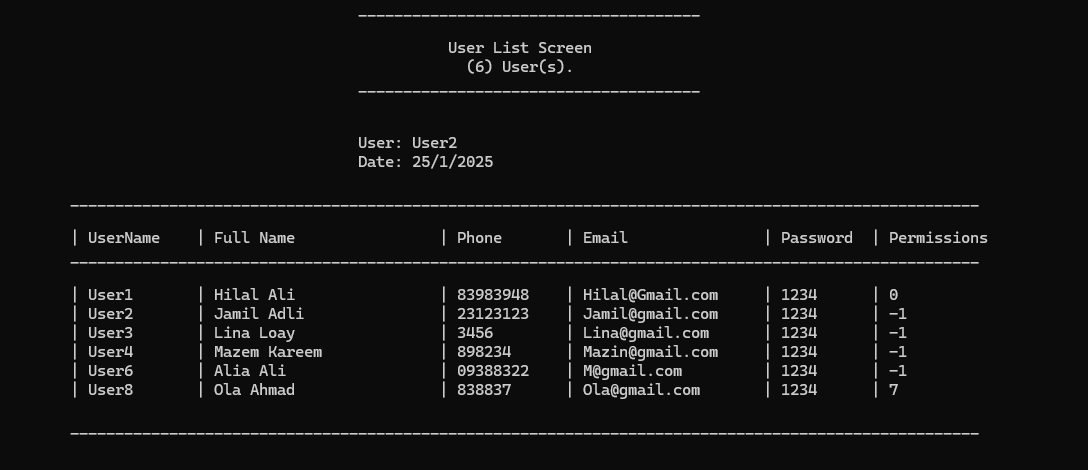 User List Screen
(6) User(s).
User: User2
Date: 25/1/2025
| UserName | Full Name | Phone | Email | Password | Permissions
| User1 | Hilal Ali | 83983948 | Hilal@Gmail.com | 1234 | 0
| User2 | Jamil Adli | 23123123 | Jamil@gmail.com | 1234 | -1
| User3 | Lina Loay | 3456 | Lina@gmail.com | 1234 | -1
| User4 | Mazem Kareem | 898234 | Mazin@gmail.com | 1234 | -1
| User6 | Alia Ali | 09388322 | M@gmail.com | 1234 | -1
| User8 | Ola Ahmad | 838837 | Ola@gmail.com | 1234 | 7